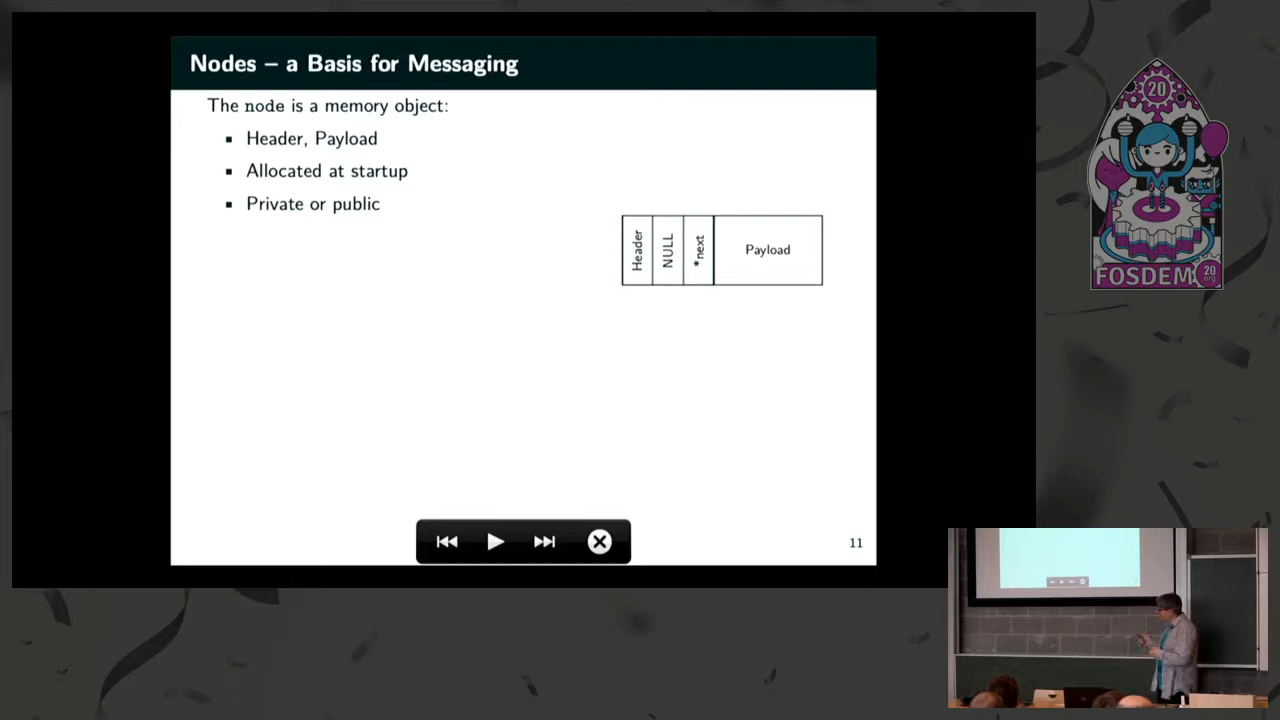 Nodes – a Basis for Messaging
The node is a memory object:
▪ Header, Payload
▪ Allocated at startup
▪ Private or public
Header
NULL
*next
Payload
11
20
FOSDEM
20
.org